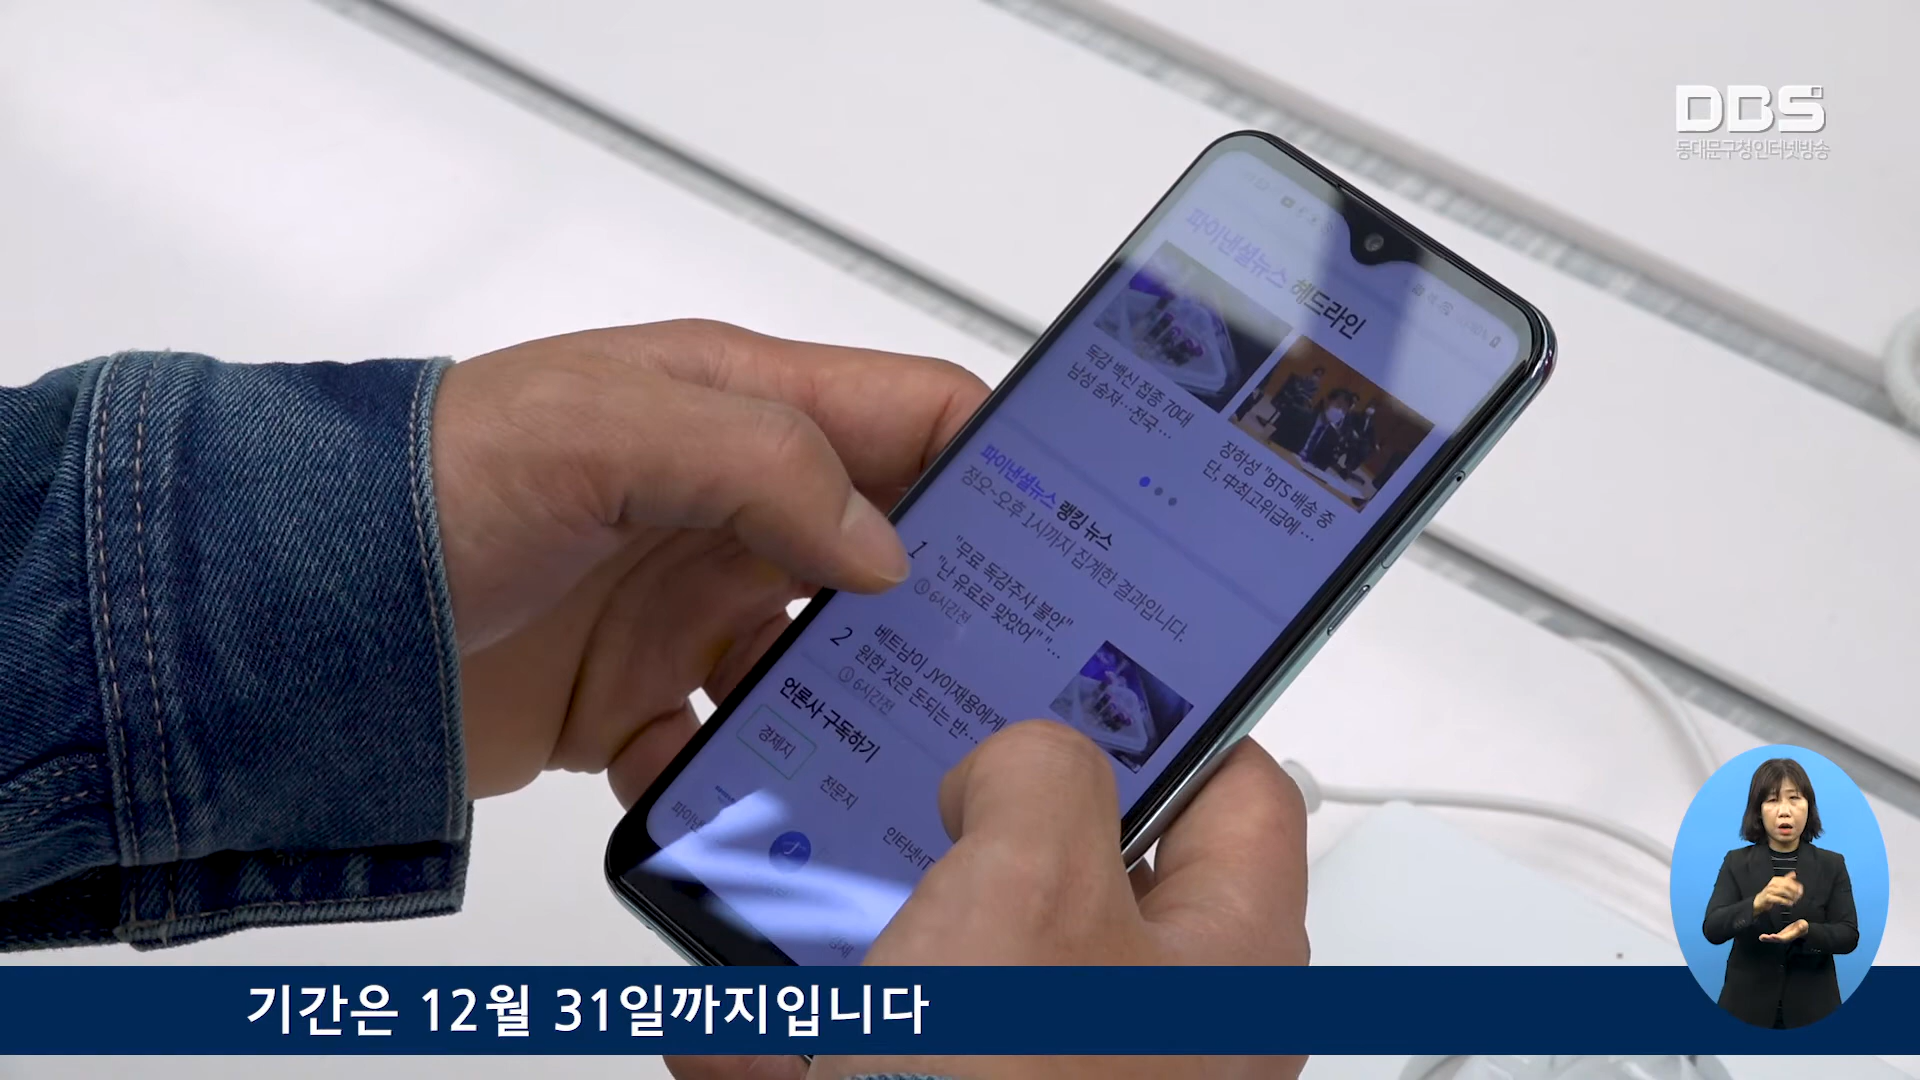 DBS
동대문구청인터넷방송
파이낸셜뉴스 헤드라인
독감 백신 접종 70대
남성 숨져…전국…
장하성 "BTS 배송 중
단, 中최고위급에…
파이낸셜뉴스 랭킹 뉴스
정오~오후 1시까지 집계한 결과입니다.
1
"무료 독감주사 불안"
"난 유료로 맞았어" "…
6시간전
2
베트남이 JY이재용에게
원한 것은 돈되는 반…
6시간전
언론사 구독하기
경제지
전문지
인터넷·IT
기간은 12월 31일까지입니다